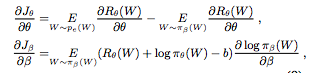 ∂J_θ/∂θ = E_{W∼p_e(W)} ∂R_θ(W)/∂θ − E_{W∼π_β(W)} ∂R_θ(W)/∂θ ,
∂J_β/∂β = E_{W∼π_β(W)} (R_θ(W) + log π_θ(W) − b) ∂ log π_β(W)/∂β ,